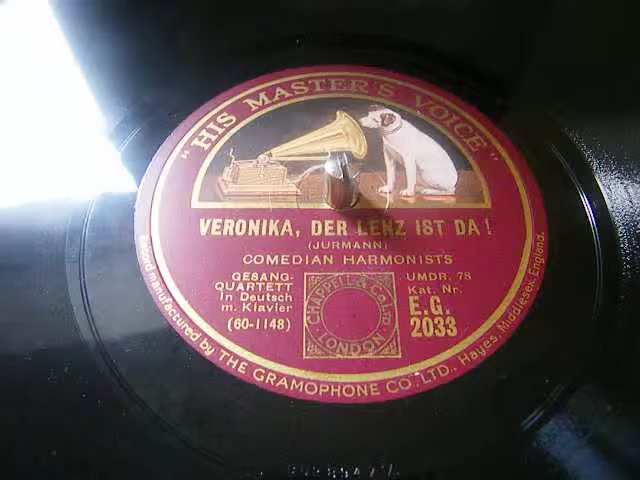 "HIS MASTER'S VOICE"
VERONIKA, DER LENZ IST DA!
(JURMANN)
COMEDIAN HARMONISTS
GESANG-
QUARTETT
in Deutsch
m. Klavier
(60-1148)
CHAPPELL & Co Ltd
LONDON
UMDR. 78
Kat. Nr.
E.G.
2033
Record manufactured by THE GRAMOPHONE CO., LTD., Hayes, Middlesex, England.